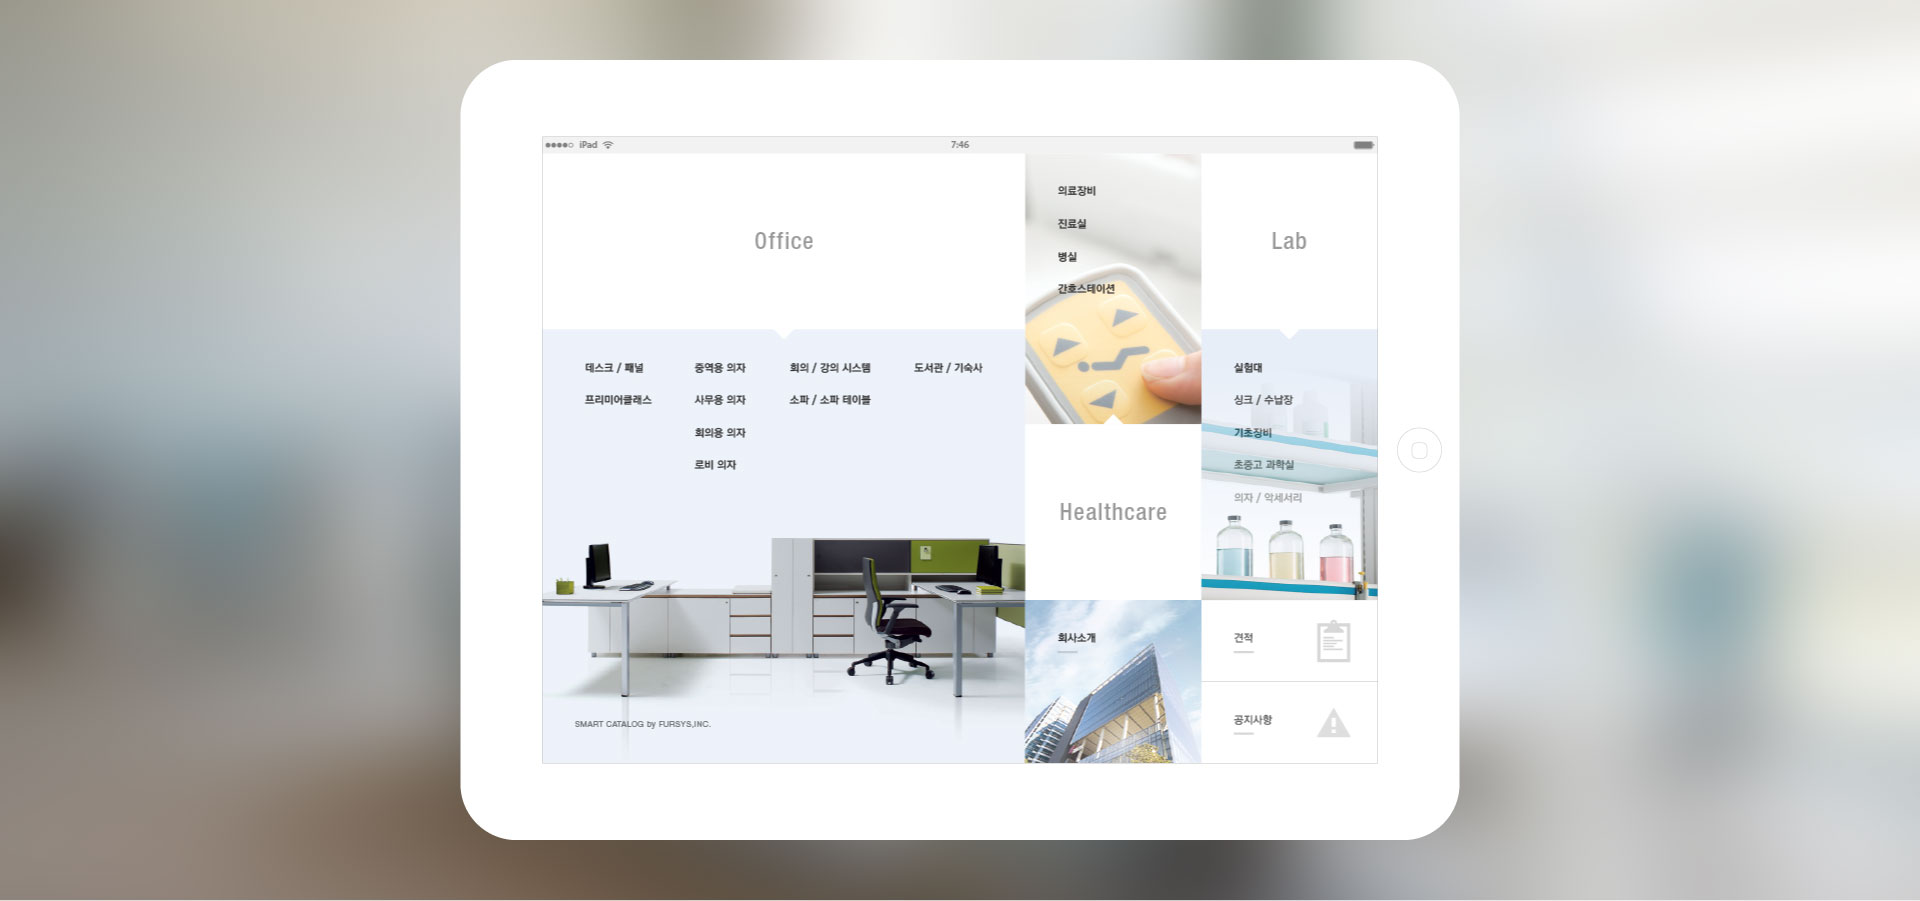 iPad
7:46
Office
데스크 / 패널
프리미어클래스
중역용 의자
사무용 의자
회의용 의자
로비 의자
회의 / 강의 시스템
소파 / 소파 테이블
도서관 / 기숙사
SMART CATALOG by FURSYS,INC.
의료장비
진료실
병실
간호스테이션
Healthcare
회사소개
Lab
실험대
싱크 / 수납장
기초장비
초중고 과학실
의자 / 악세서리
견적
공지사항